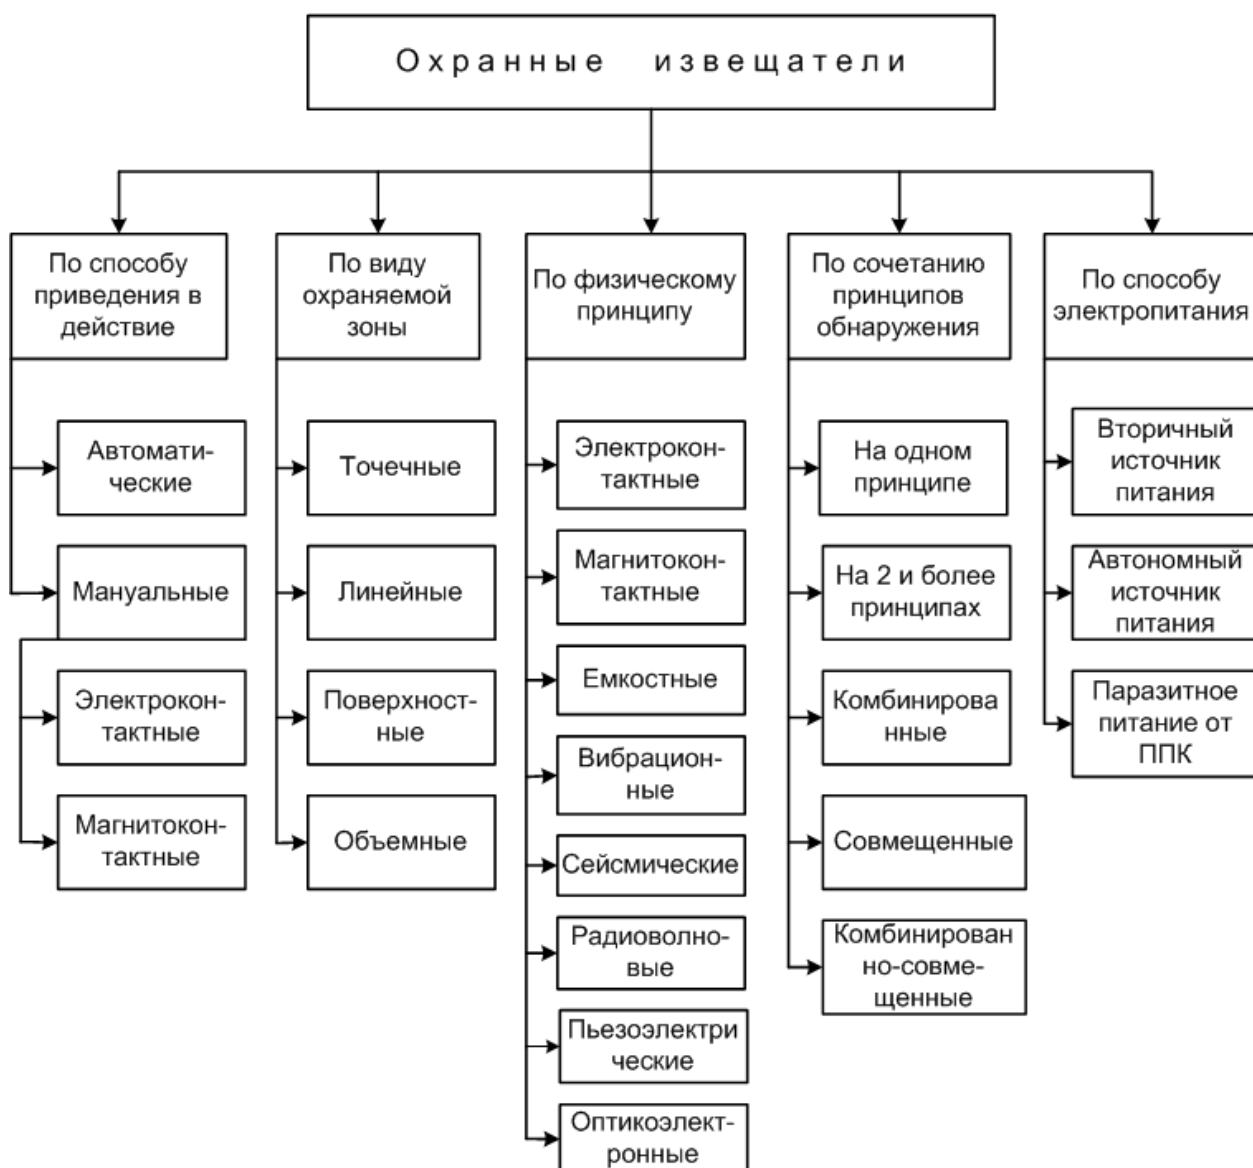 Охранные извещатели
По способу
приведения в
действие
Автомати-
ческие
Мануальные
Электрокон-
тактные
Магнитокон-
тактные
По виду
охраняемой
зоны
Точечные
Линейные
Поверхност-
ные
Объемные
По физическому
принципу
Электрокон-
тактные
Магнитокон-
тактные
Емкостные
Вибрацион-
ные
Сейсмические
Радиоволно-
вые
Пьезоэлектри
ческие
Оптикоэлект-
ронные
По сочетанию
принципов
обнаружения
На одном
принципе
На 2 и более
принципах
Комбинирова
нные
Совмещенные
Комбинирован
но-совме-
щенные
По способу
электропитания
Вторичный
источник
питания
Автономный
источник
питания
Паразитное
питание от
ППК